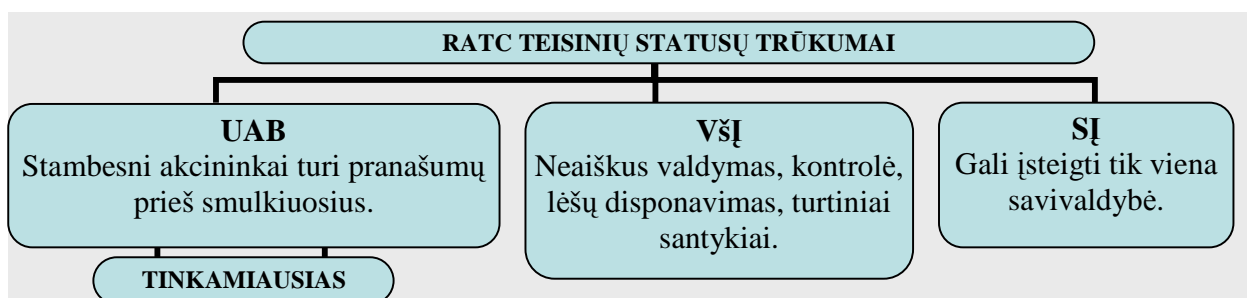 RATC TEISINIŲ STATUSŲ TRŪKUMAI
UAB
Stambesni akcininkai turi pranašumų
prieš smulkiuosius.
VšĮ
Neaiškus valdymas, kontrolė,
lėšų disponavimas, turtiniai
santykiai.
SĮ
Gali įsteigti tik viena
savivaldybė.
TINKAMIAUSIAS